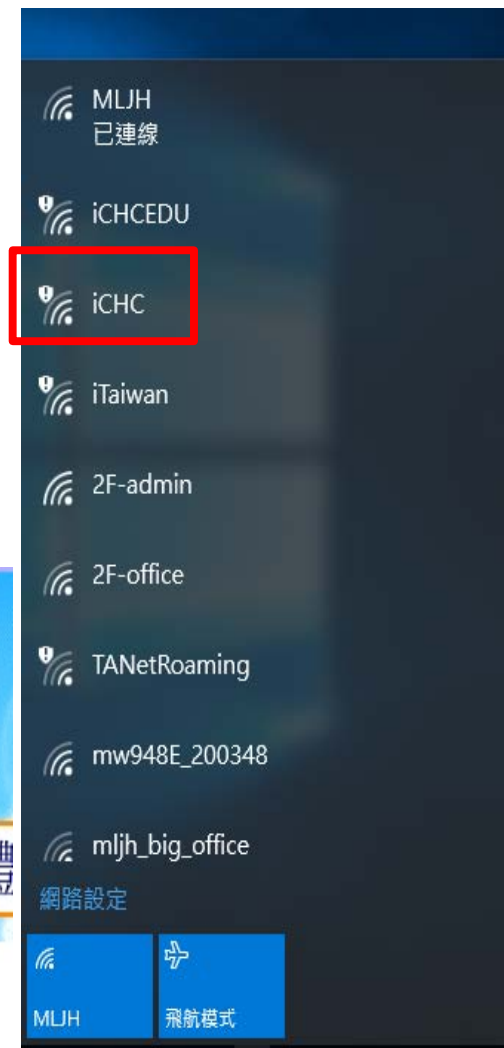 MLJH
已連線
iCHCEDU
iCHC
iTaiwan
2F-admin
2F-office
TANetRoaming
mw948E_200348
mljh_big_office
網路設定
MLJH
飛航模式